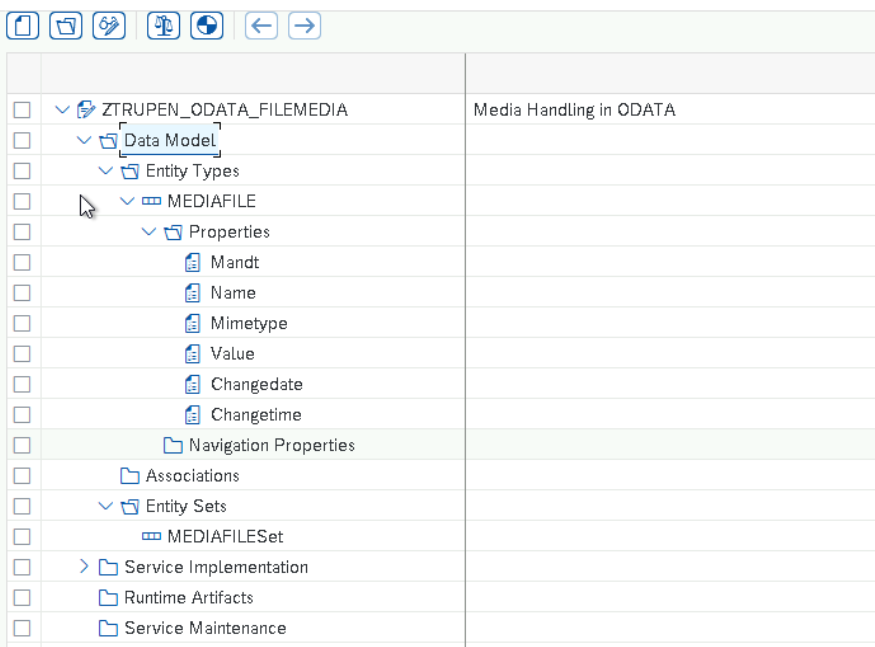 ZTRUPEN_ODATA_FILEMEDIA Media Handling in ODATA
Data Model
Entity Types
MEDIAFILE
Properties
Mandt
Name
Mimetype
Value
Changedate
Changetime
Navigation Properties
Associations
Entity Sets
MEDIAFILESet
Service Implementation
Runtime Artifacts
Service Maintenance